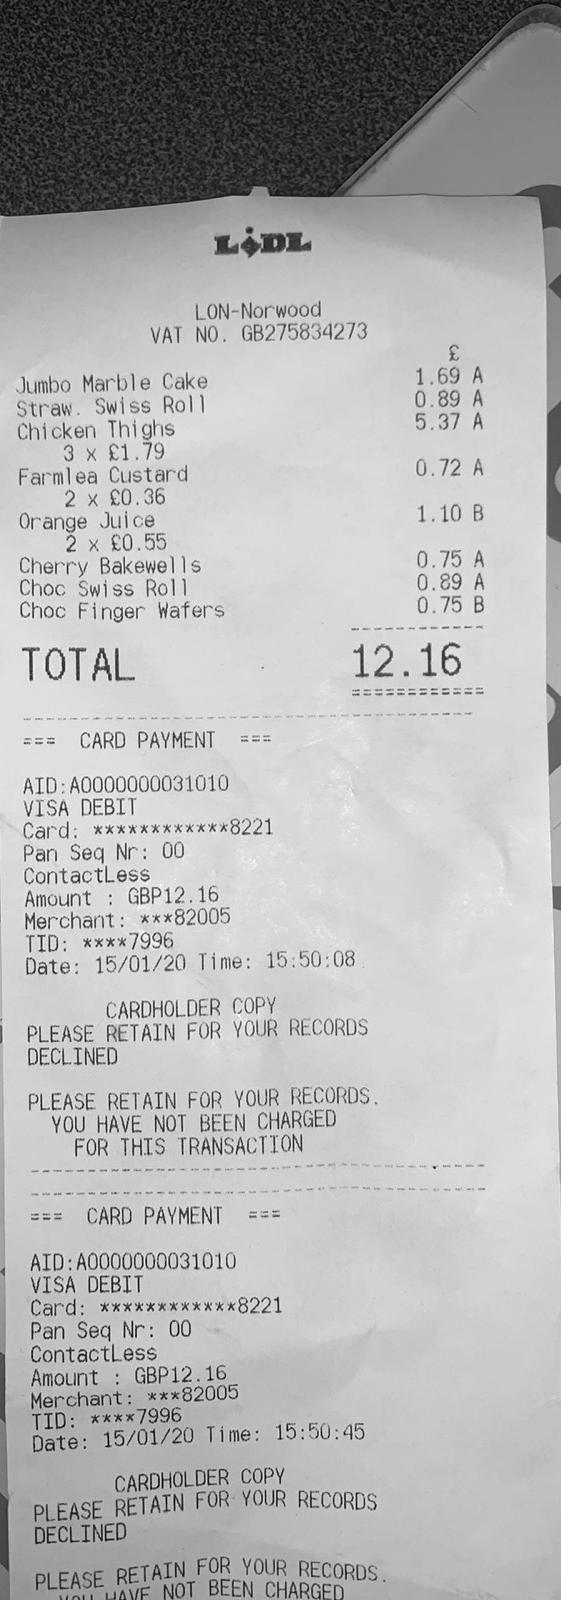 LIDL
LON-Norwood
VAT NO. GB275834273
£
Jumbo Marble Cake 1.69 A
Straw. Swiss Roll 0.89 A
Chicken Thighs 5.37 A
3 x £1.79
Farmlea Custard 0.72 A
2 x £0.36
Orange Juice 1.10 B
2 x £0.55
Cherry Bakewells 0.75 A
Choc Swiss Roll 0.89 A
Choc Finger Wafers 0.75 B
------------
TOTAL 12.16
============
--------------------------------------------
=== CARD PAYMENT ===
AID:A0000000031010
VISA DEBIT
Card: ************8221
Pan Seq Nr: 00
ContactLess
Amount : GBP12.16
Merchant: ***82005
TID: ****7996
Date: 15/01/20 Time: 15:50:08
CARDHOLDER COPY
PLEASE RETAIN FOR YOUR RECORDS
DECLINED
PLEASE RETAIN FOR YOUR RECORDS.
YOU HAVE NOT BEEN CHARGED
FOR THIS TRANSACTION
--------------------------------------------
--------------------------------------------
=== CARD PAYMENT ===
AID:A0000000031010
VISA DEBIT
Card: ************8221
Pan Seq Nr: 00
ContactLess
Amount : GBP12.16
Merchant: ***82005
TID: ****7996
Date: 15/01/20 Time: 15:50:45
CARDHOLDER COPY
PLEASE RETAIN FOR YOUR RECORDS
DECLINED
PLEASE RETAIN FOR YOUR RECORDS.
YOU HAVE NOT BEEN CHARGED